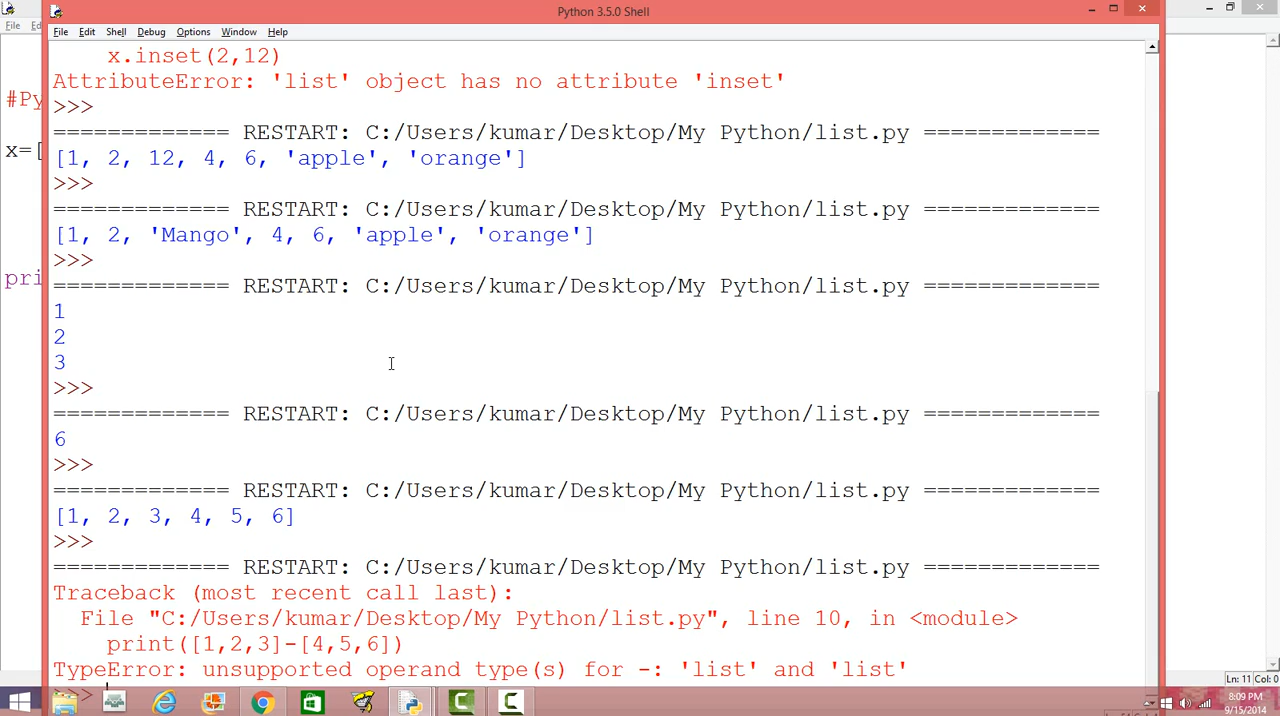 Python 3.5.0 Shell
File
File Edit Shell Debug Options Window Help
x.inset(2,12)
AttributeError: 'list' object has no attribute 'inset'
#Py
>>>
============= RESTART: C:/Users/kumar/Desktop/My Python/list.py =============
x=[
[1, 2, 12, 4, 6, 'apple', 'orange']
>>>
============= RESTART: C:/Users/kumar/Desktop/My Python/list.py =============
[1, 2, 'Mango', 4, 6, 'apple', 'orange']
>>>
pri
============= RESTART: C:/Users/kumar/Desktop/My Python/list.py =============
1
2
3
>>>
============= RESTART: C:/Users/kumar/Desktop/My Python/list.py =============
6
>>>
============= RESTART: C:/Users/kumar/Desktop/My Python/list.py =============
[1, 2, 3, 4, 5, 6]
>>>
============= RESTART: C:/Users/kumar/Desktop/My Python/list.py =============
Traceback (most recent call last):
File "C:/Users/kumar/Desktop/My Python/list.py", line 10, in <module>
print([1,2,3]-[4,5,6])
TypeError: unsupported operand type(s) for -: 'list' and 'list'
>>>
Ln: 11 Col: 0
8:09 PM
9/15/2014